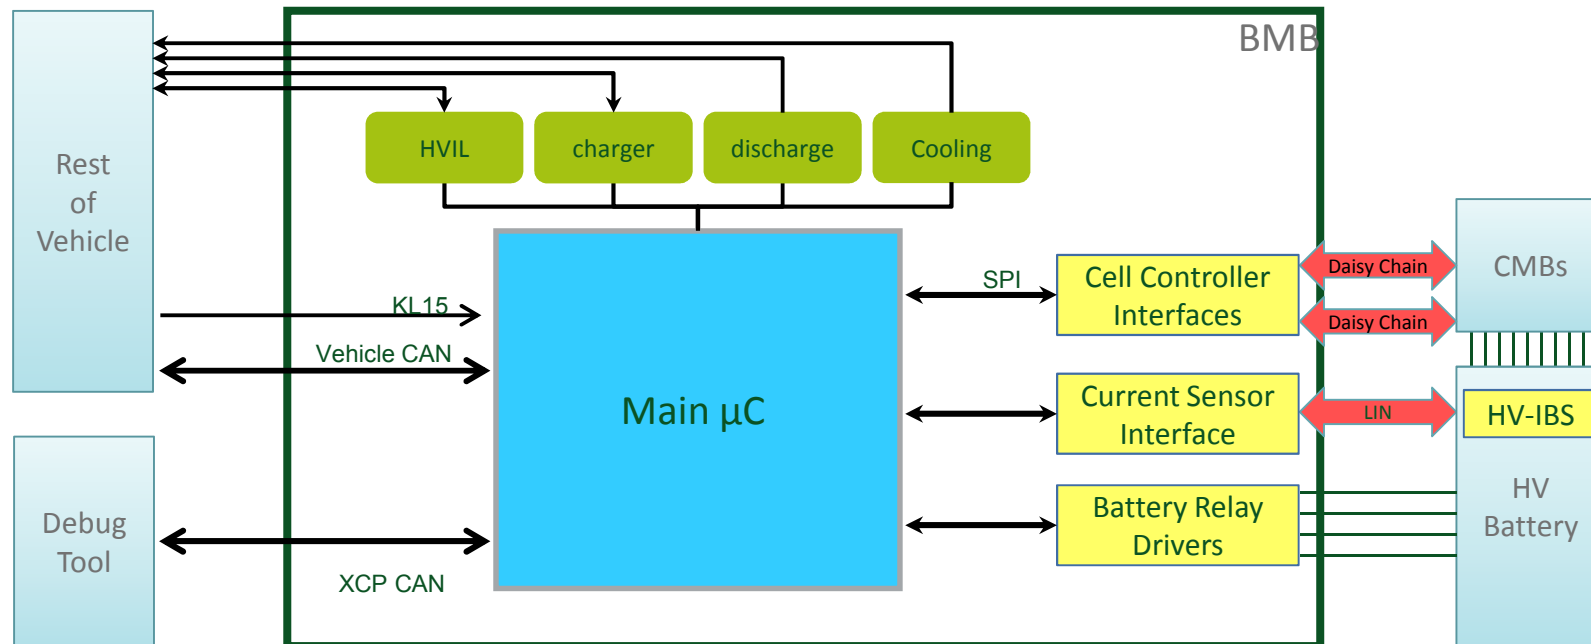 BMB
Rest
of
Vehicle
HVIL
charger
discharge
Cooling
KL15
Vehicle CAN
Main µC
SPI
Cell Controller
Interfaces
Daisy Chain
Daisy Chain
CMBs
Current Sensor
Interface
LIN
HV-IBS
Battery Relay
Drivers
HV
Battery
Debug
Tool
XCP CAN